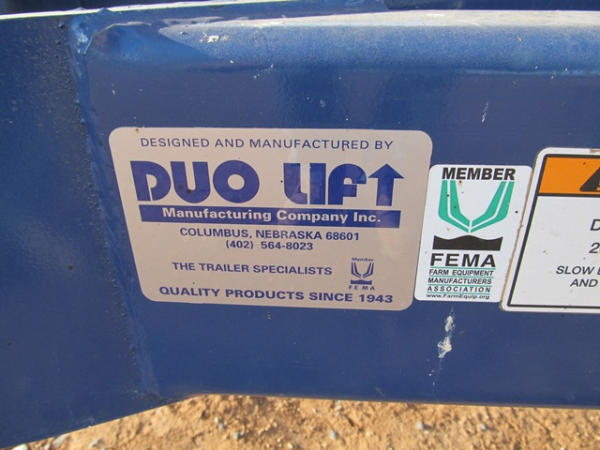 DESIGNED AND MANUFACTURED BY
DUO LIFT
Manufacturing Company Inc.
COLUMBUS, NEBRASKA 68601
(402) 564-8023
THE TRAILER SPECIALISTS
Member
FEMA
QUALITY PRODUCTS SINCE 1943
MEMBER
FEMA
FARM EQUIPMENT
MANUFACTURERS
ASSOCIATION
www.FarmEquip.org
D
2
SLOW
AND